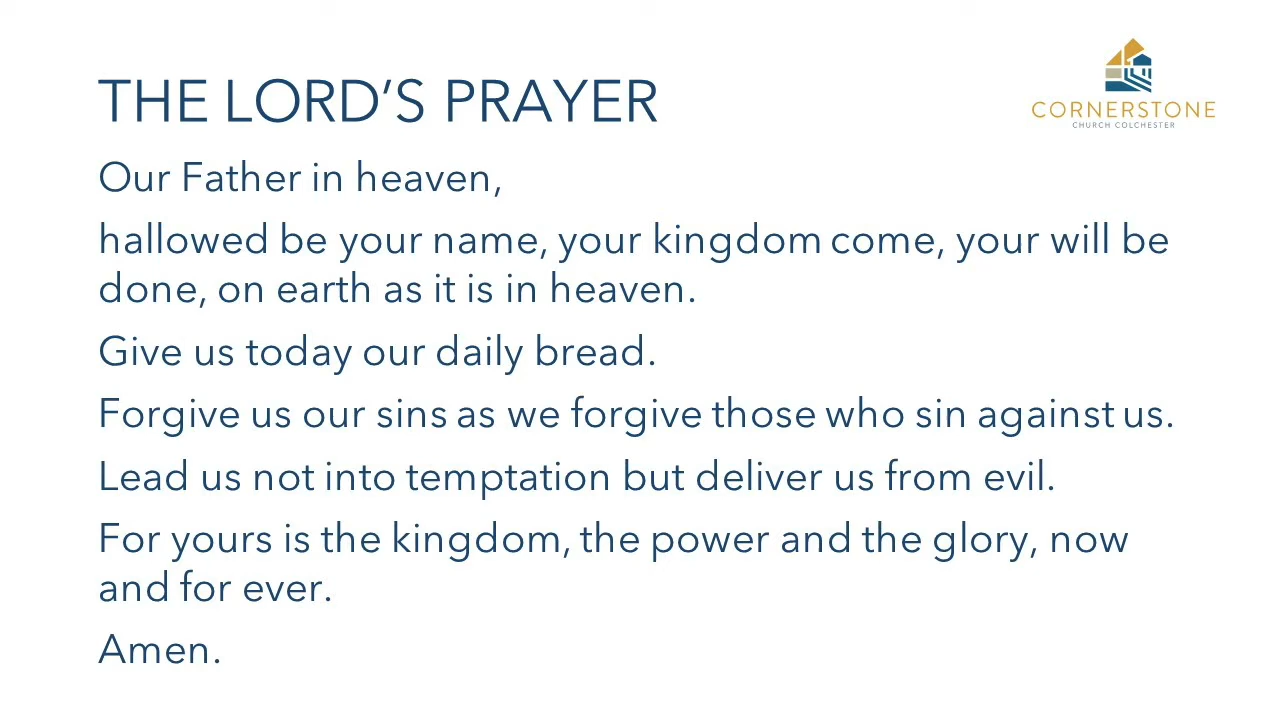 THE LORD’S PRAYER
CORNERSTONE
CHURCH COLCHESTER
Our Father in heaven,
hallowed be your name, your kingdom come, your will be
done, on earth as it is in heaven.
Give us today our daily bread.
Forgive us our sins as we forgive those who sin against us.
Lead us not into temptation but deliver us from evil.
For yours is the kingdom, the power and the glory, now
and for ever.
Amen.